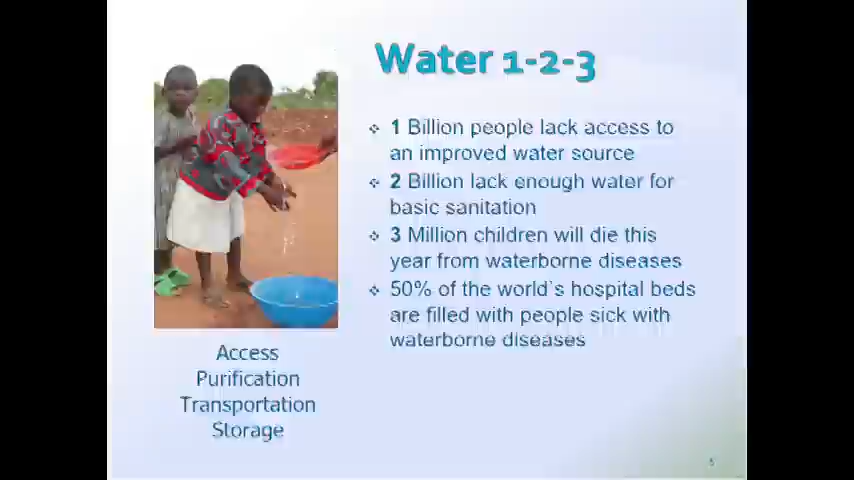 Water 1-2-3
❖ 1 Billion people lack access to
an improved water source
❖ 2 Billion lack enough water for
basic sanitation
❖ 3 Million children will die this
year from waterborne diseases
❖ 50% of the world's hospital beds
are filled with people sick with
waterborne diseases
Access
Purification
Transportation
Storage